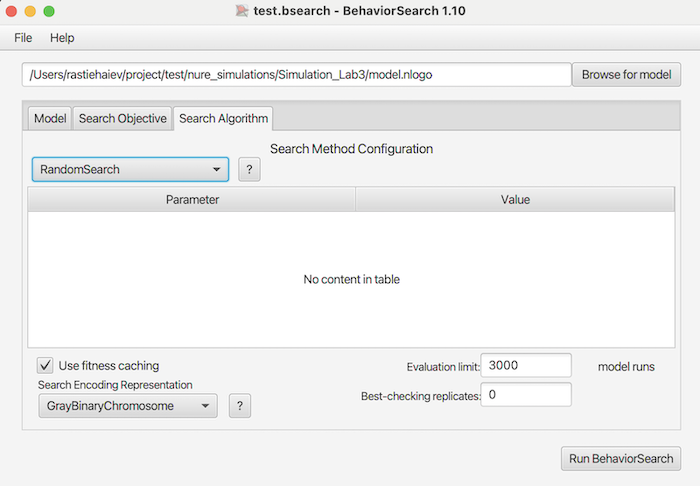 test.bsearch - BehaviorSearch 1.10
File Help
/Users/rastiehaiev/project/test/nure_simulations/Simulation_Lab3/model.nlogo Browse for model
Model Search Objective Search Algorithm
Search Method Configuration
RandomSearch ?
Parameter Value
No content in table
Use fitness caching Evaluation limit: 3000 model runs
Search Encoding Representation
GrayBinaryChromosome ? Best-checking replicates: 0
Run BehaviorSearch